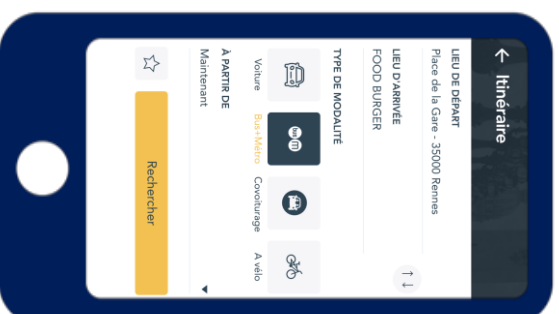 ← Itinéraire
LIEU DE DÉPART
Place de la Gare - 35000 Rennes
LIEU D'ARRIVÉE
FOOD BURGER
↑↓
TYPE DE MODALITÉ
bus m
Voiture Bus+Métro Covoiturage A vélo
À PARTIR DE
Maintenant
Rechercher